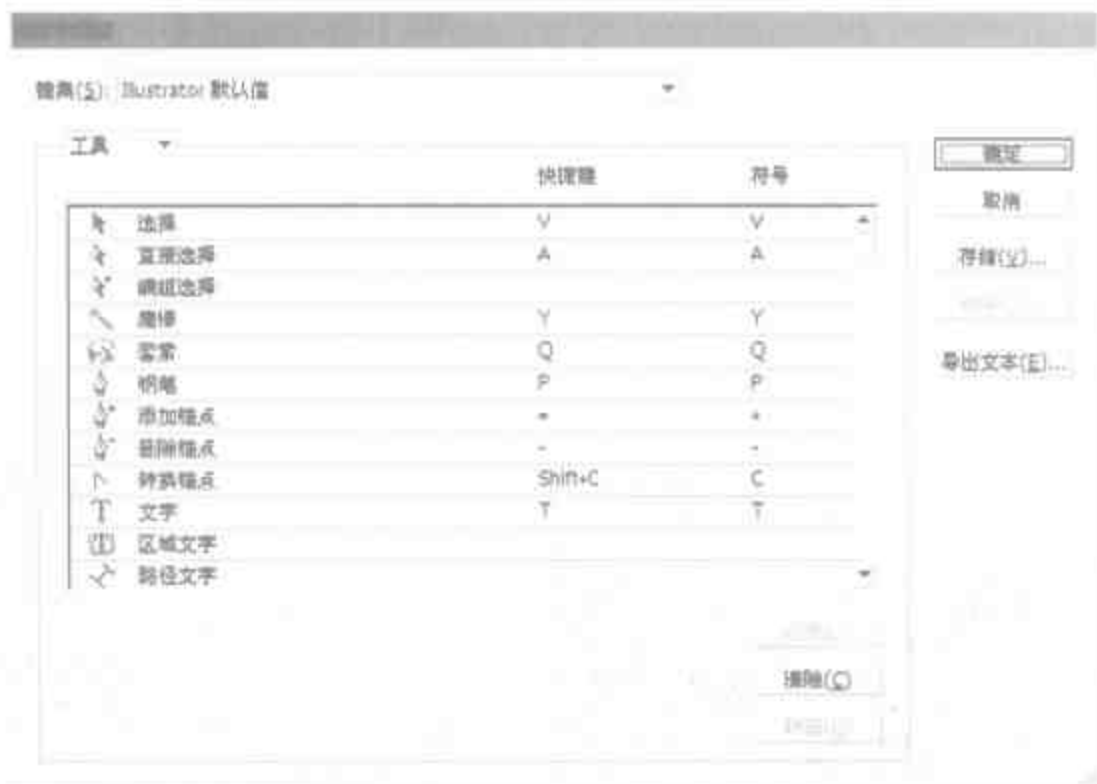 键集(S): Illustrator 默认值
工具
快捷键 符号
选择 V V
直接选择 A A
编组选择
魔棒 Y Y
套索 Q Q
钢笔 P P
添加锚点 = +
删除锚点 - -
转换锚点 Shift+C C
文字 T T
区域文字
路径文字
确定
取消
存储(V)...
导出文本(E)...
清除(C)